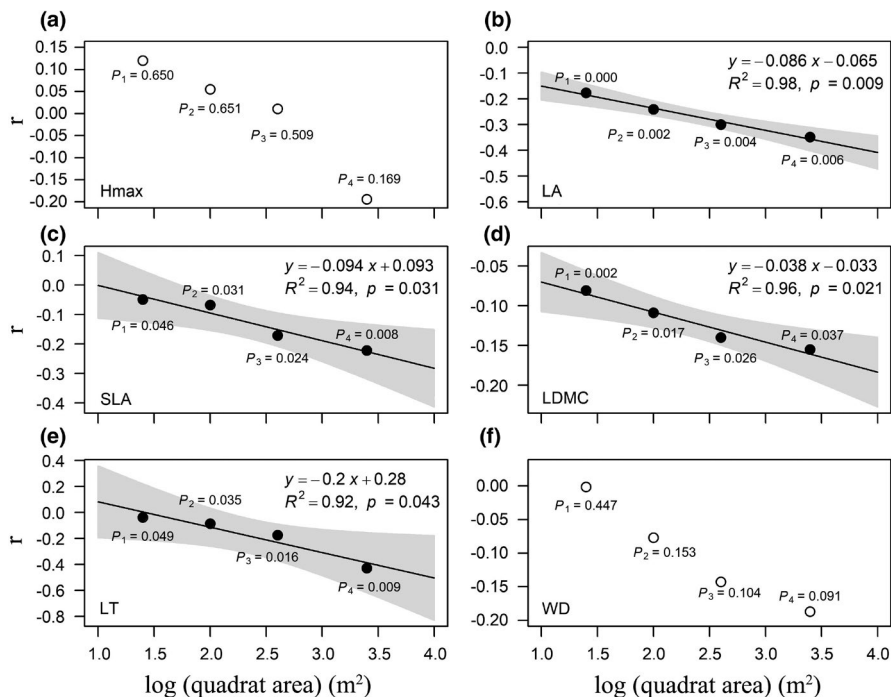 (a)
0.15
0.10
0.05
0.00
-0.05
-0.10
-0.15
-0.20
r
P1 = 0.650
P2 = 0.651
P3 = 0.509
P4 = 0.169
Hmax
(b)
0.0
-0.1
-0.2
-0.3
-0.4
-0.5
-0.6
y = −0.086 x − 0.065
R² = 0.98, p = 0.009
P1 = 0.000
P2 = 0.002
P3 = 0.004
P4 = 0.006
LA
(c)
0.1
0.0
-0.1
-0.2
-0.3
-0.4
r
y = −0.094 x + 0.093
R² = 0.94, p = 0.031
P2 = 0.031
P1 = 0.046
P4 = 0.008
P3 = 0.024
SLA
(d)
-0.05
-0.10
-0.15
-0.20
y = −0.038 x − 0.033
R² = 0.96, p = 0.021
P1 = 0.002
P2 = 0.017
P4 = 0.037
P3 = 0.026
LDMC
(e)
0.4
0.2
0.0
-0.2
-0.4
-0.6
-0.8
r
y = −0.2 x + 0.28
R² = 0.92, p = 0.043
P2 = 0.035
P1 = 0.049
P3 = 0.016
P4 = 0.009
LT
1.0 1.5 2.0 2.5 3.0 3.5 4.0
log (quadrat area) (m²)
(f)
0.00
-0.05
-0.10
-0.15
-0.20
P1 = 0.447
P2 = 0.153
P3 = 0.104
P4 = 0.091
WD
1.0 1.5 2.0 2.5 3.0 3.5 4.0
log (quadrat area) (m²)